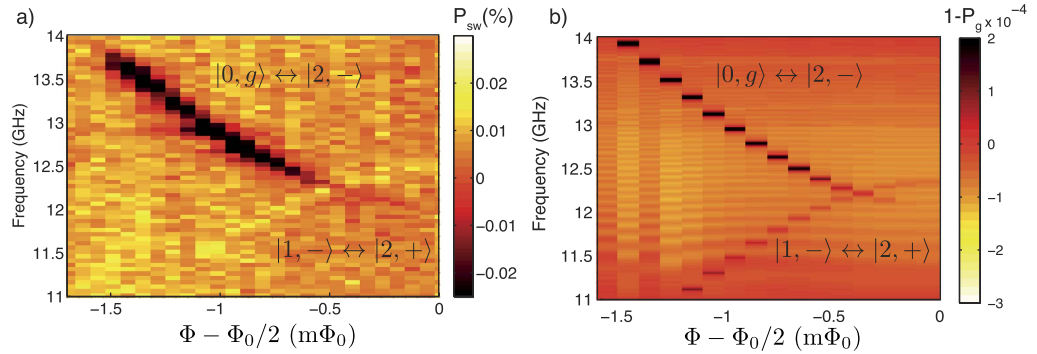 a)
P_sw(%)
14
13.5
13
12.5
12
11.5
11
Frequency (GHz)
|0, g⟩ ↔ |2, −⟩
|1, −⟩ ↔ |2, +⟩
−1.5
−1
−0.5
0
Φ − Φ₀/2 (mΦ₀)
0.02
0.01
0
−0.01
−0.02
b)
1-P_g x 10⁻⁴
14
13.5
13
12.5
12
11.5
11
Frequency (GHz)
|0, g⟩ ↔ |2, −⟩
|1, −⟩ ↔ |2, +⟩
−1.5
−1
−0.5
0
Φ − Φ₀/2 (mΦ₀)
2
1
0
−1
−2
−3